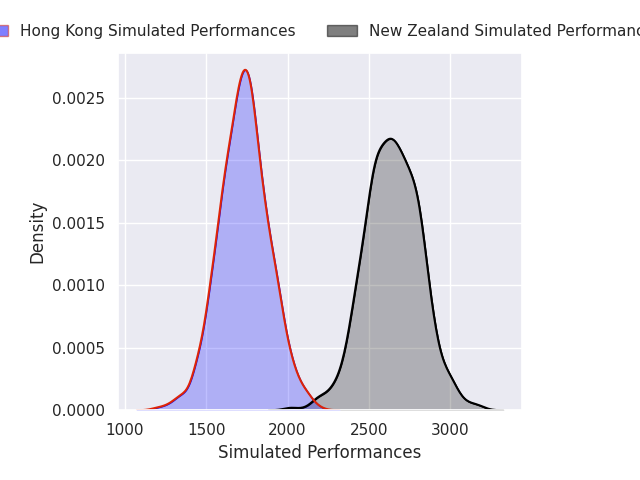 Hong Kong Simulated Performances
New Zealand Simulated
0.0025
0.0020
0.0015
0.0010
0.0005
0.0000
Density
1000 1500 2000 2500 3000
Simulated Performances